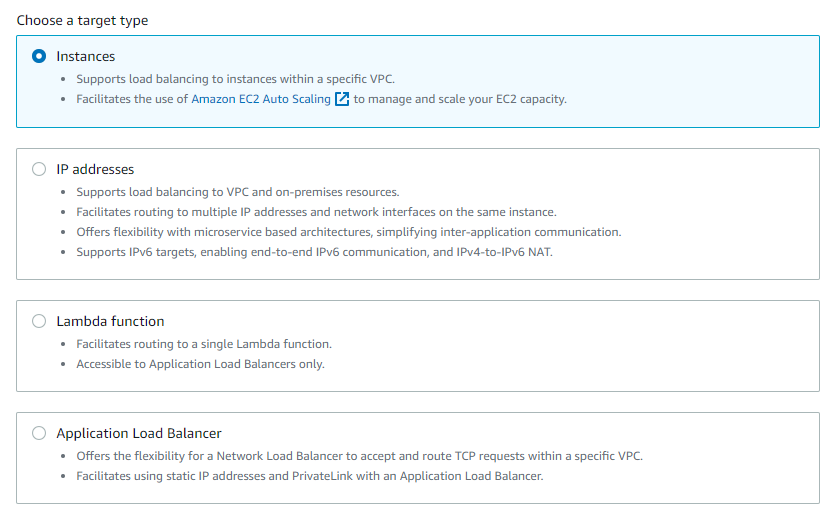 Choose a target type
Instances
Supports load balancing to instances within a specific VPC.
Facilitates the use of Amazon EC2 Auto Scaling to manage and scale your EC2 capacity.
IP addresses
Supports load balancing to VPC and on-premises resources.
Facilitates routing to multiple IP addresses and network interfaces on the same instance.
Offers flexibility with microservice based architectures, simplifying inter-application communication.
Supports IPv6 targets, enabling end-to-end IPv6 communication, and IPv4-to-IPv6 NAT.
Lambda function
Facilitates routing to a single Lambda function.
Accessible to Application Load Balancers only.
Application Load Balancer
Offers the flexibility for a Network Load Balancer to accept and route TCP requests within a specific VPC.
Facilitates using static IP addresses and PrivateLink with an Application Load Balancer.